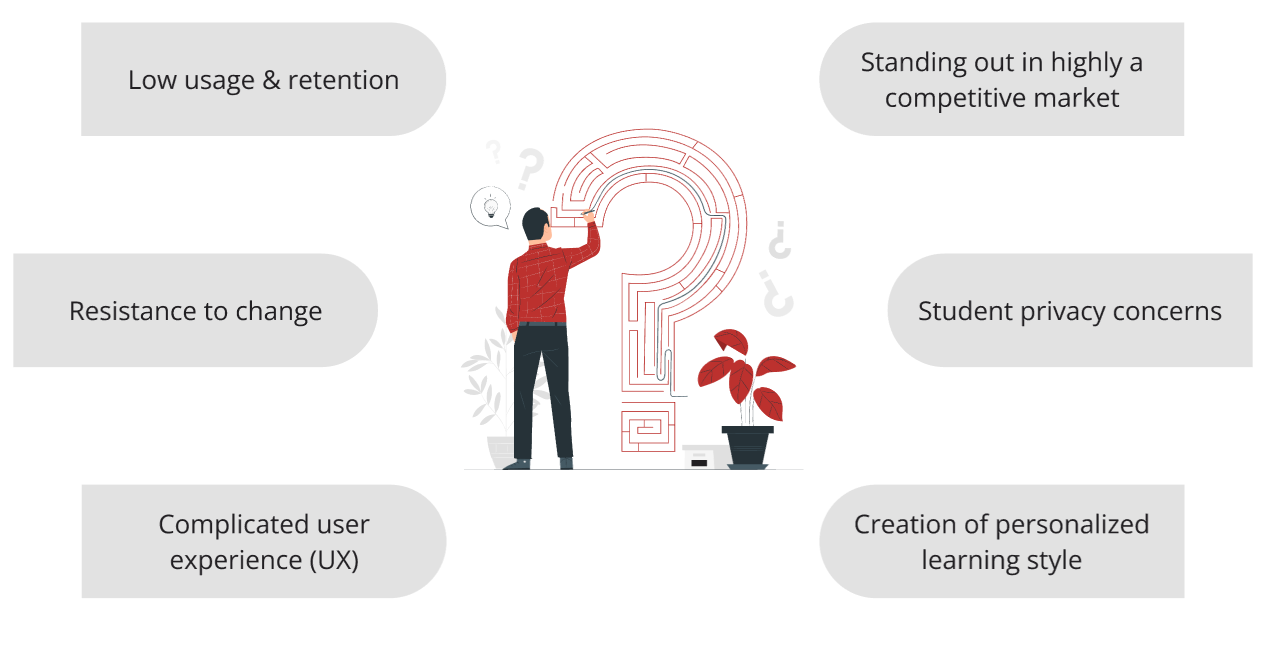 Low usage & retention
Standing out in highly a
competitive market
Resistance to change
Student privacy concerns
Complicated user
experience (UX)
Creation of personalized
learning style